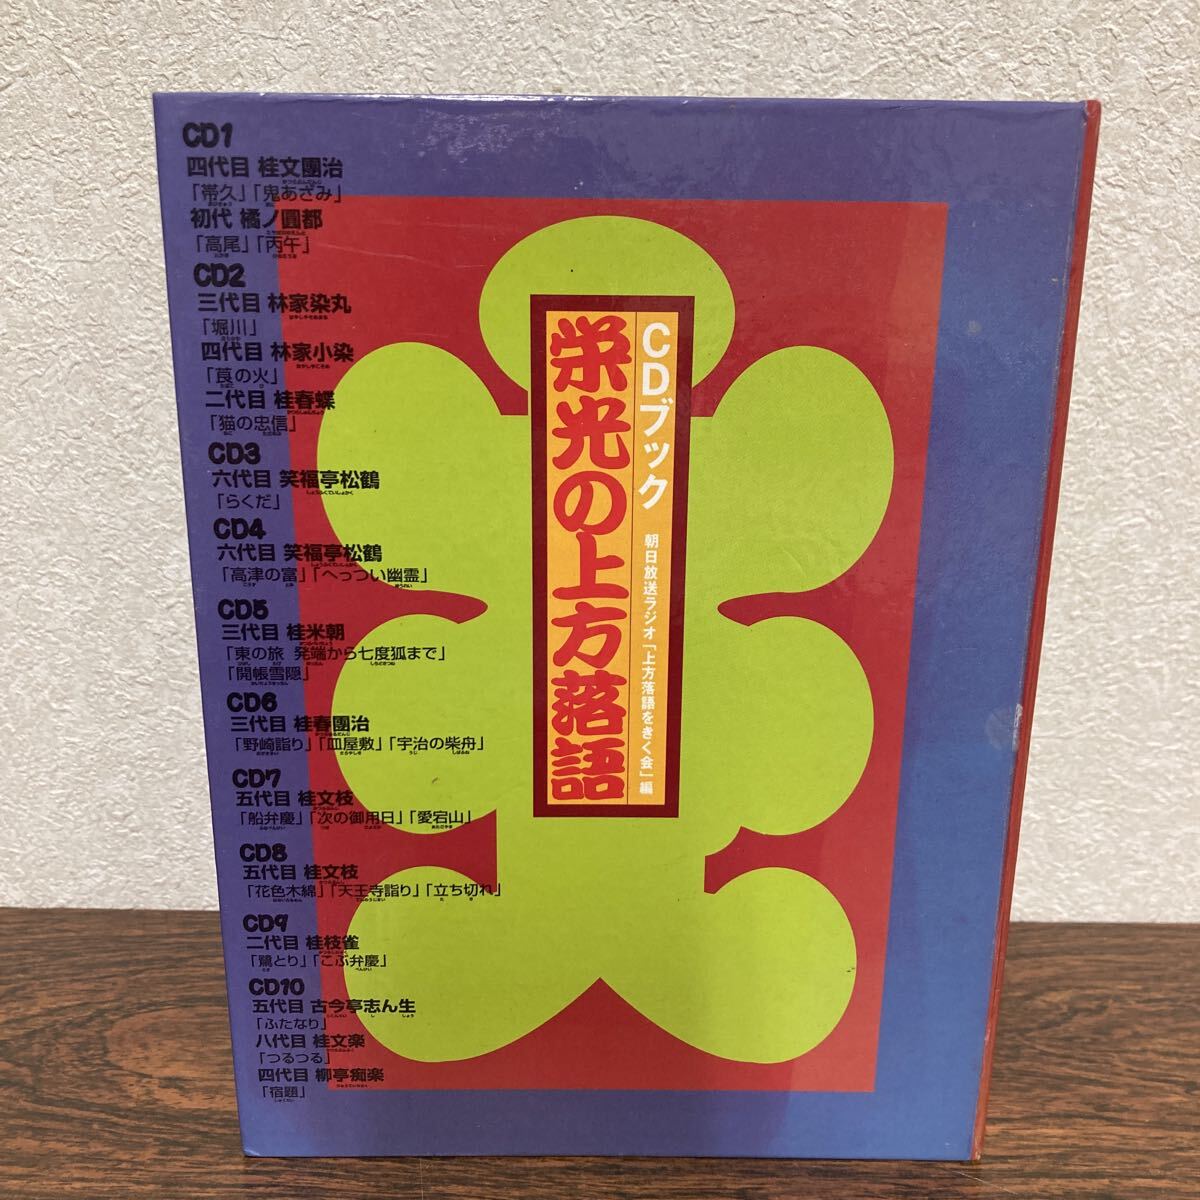 CD1
四代目 桂文團治
「帯久」「鬼あざみ」
初代 橘ノ圓都
「高尾」「丙午」
CD2
三代目 林家染丸
「堀川」
四代目 林家小染
「莨の火」
二代目 桂春蝶
「猫の忠信」
CD3
六代目 笑福亭松鶴
「らくだ」
CD4
六代目 笑福亭松鶴
「高津の富」「へっつい幽霊」
CD5
三代目 桂米朝
「東の旅 発端から七度狐まで」
「開帳雪隠」
CD6
三代目 桂春團治
「野崎詣り」「皿屋敷」「宇治の柴舟」
CD7
五代目 桂文枝
「船弁慶」「次の御用日」「愛宕山」
CD8
五代目 桂文枝
「花色木綿」「天王寺詣り」「立ち切れ」
CD9
二代目 桂枝雀
「鷺とり」「こぶ弁慶」
CD10
五代目 古今亭志ん生
「ふたなり」
八代目 桂文楽
「つるつる」
四代目 柳亭痴楽
「宿題」
CDブック
朝日放送ラジオ「上方落語をきく会」編
栄光の上方落語